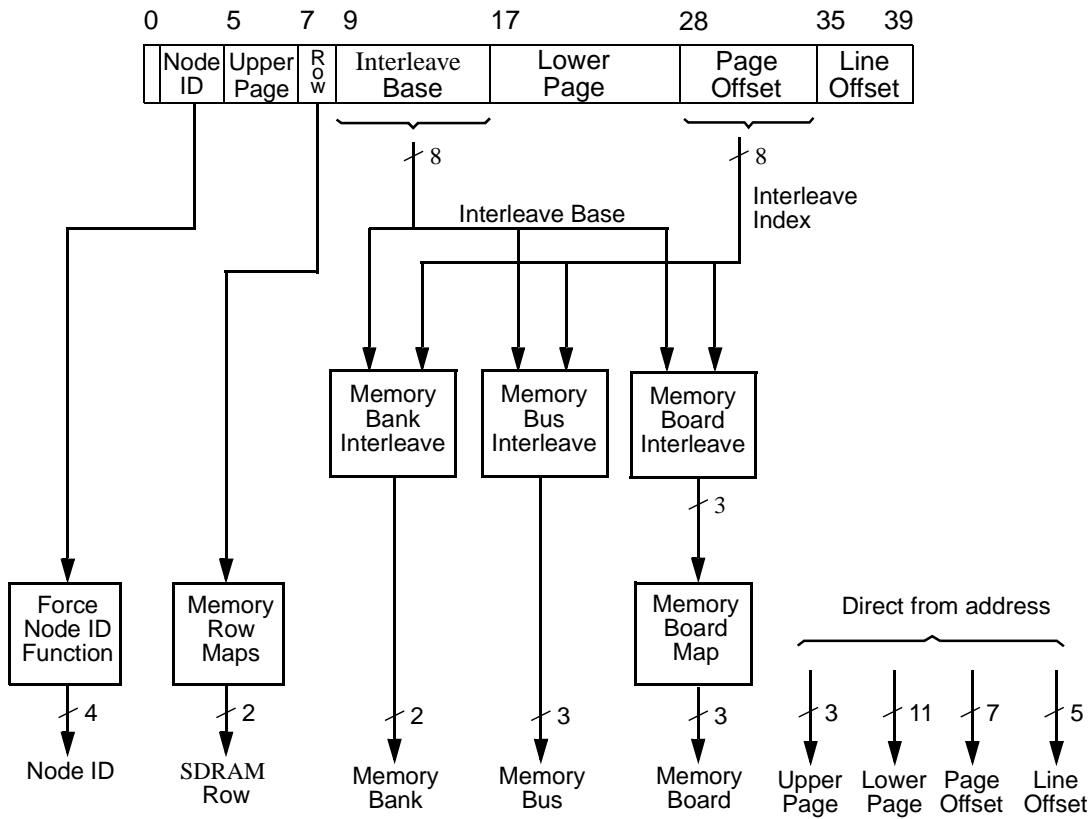 0 5 7 9 17 28 35 39
Node
ID
Upper
Page
Row
Interleave
Base
Lower
Page
Page
Offset
Line
Offset
8
8
Interleave Base
Interleave
Index
Memory
Bank
Interleave
Memory
Bus
Interleave
Memory
Board
Interleave
3
Force
Node ID
Function
Memory
Row
Maps
Memory
Board
Map
Direct from address
4
2
2
3
3
3
11
7
5
Node ID
SDRAM
Row
Memory
Bank
Memory
Bus
Memory
Board
Upper
Page
Lower
Page
Page
Offset
Line
Offset